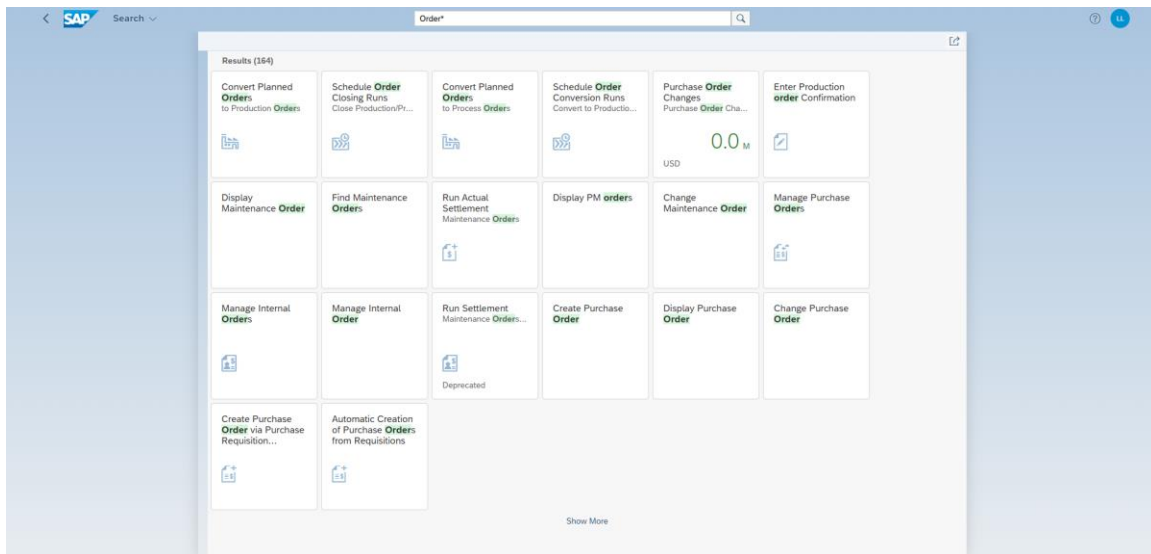 SAP Search
Order*
LL
Results (164)
Convert Planned
Orders
to Production Orders
Schedule Order
Closing Runs
Close Production/Pr...
Convert Planned
Orders
to Process Orders
Schedule Order
Conversion Runs
Convert to Productio...
Purchase Order
Changes
Purchase Order Cha...
0.0 M
USD
Enter Production
order Confirmation
Display
Maintenance Order
Find Maintenance
Orders
Run Actual
Settlement
Maintenance Orders
Display PM orders
Change
Maintenance Order
Manage Purchase
Orders
Manage Internal
Orders
Manage Internal
Order
Run Settlement
Maintenance Orders...
Deprecated
Create Purchase
Order
Display Purchase
Order
Change Purchase
Order
Create Purchase
Order via Purchase
Requisition...
Automatic Creation
of Purchase Orders
from Requisitions
Show More